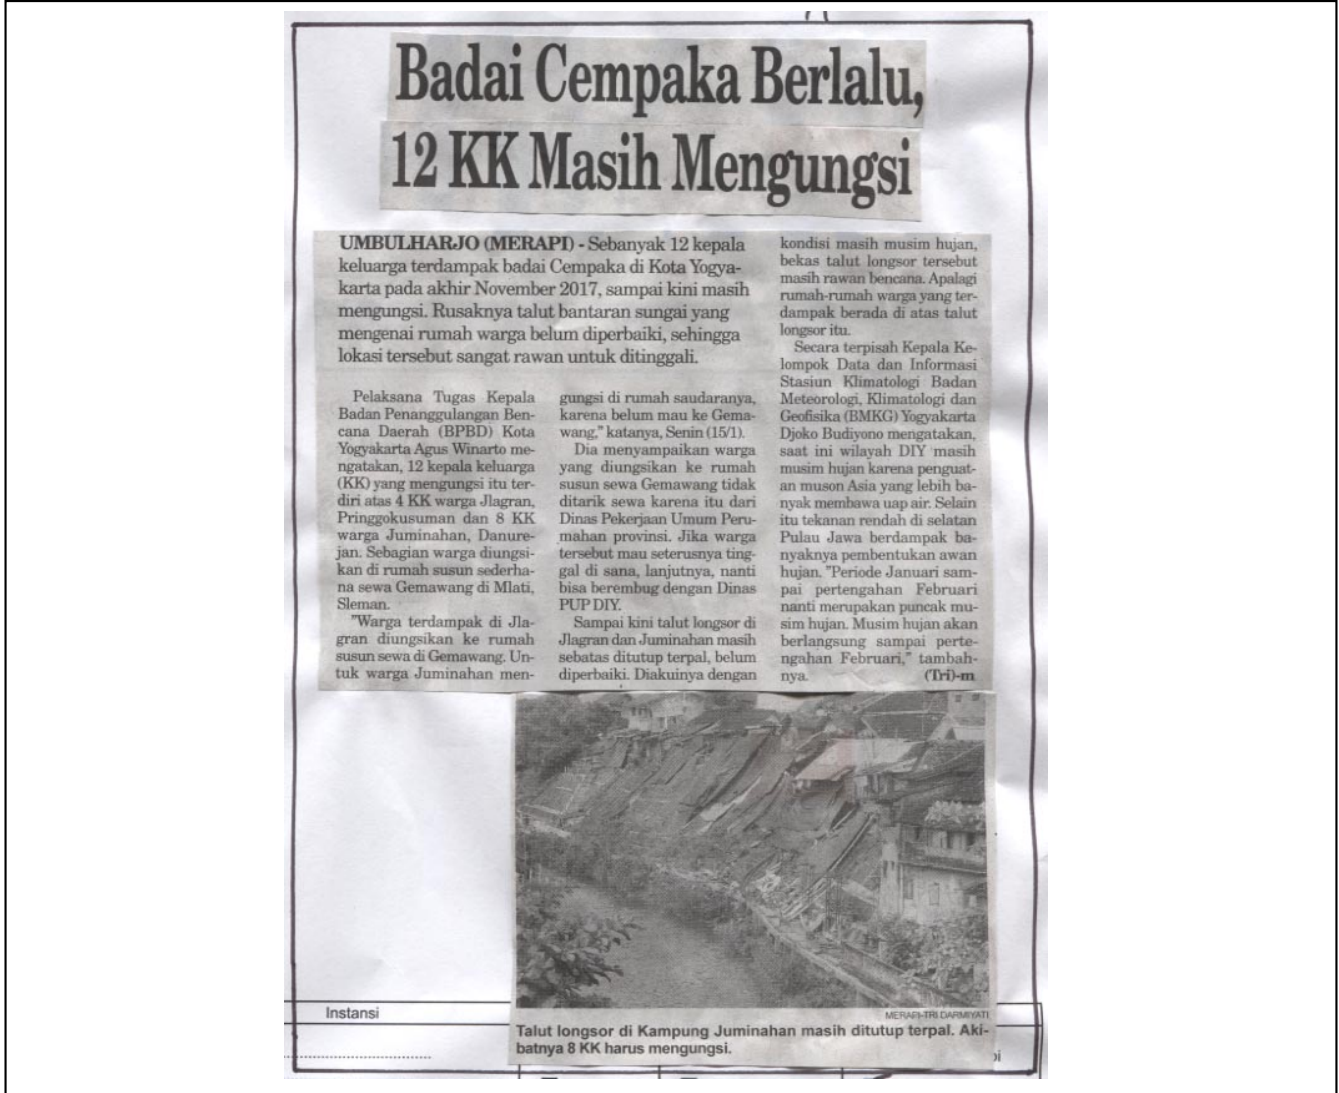 Badai Cempaka Berlalu,
12 KK Masih Mengungsi
UMBULHARJO (MERAPI) - Sebanyak 12 kepala
keluarga terdampak badai Cempaka di Kota Yogya-
karta pada akhir November 2017, sampai kini masih
mengungsi. Rusaknya talut bantaran sungai yang
mengenai rumah warga belum diperbaiki, sehingga
lokasi tersebut sangat rawan untuk ditinggali.
Pelaksana Tugas Kepala
Badan Penanggulangan Ben-
cana Daerah (BPBD) Kota
Yogyakarta Agus Winarto me-
ngatakan, 12 kepala keluarga
(KK) yang mengungsi itu ter-
diri atas 4 KK warga Jlagran,
Pringgokusuman dan 8 KK
warga Juminahan, Danure-
jan. Sebagian warga diungsi-
kan di rumah susun sederha-
na sewa Gemawang di Mlati,
Sleman.
"Warga terdampak di Jla-
gran diungsikan ke rumah
susun sewa di Gemawang. Un-
tuk warga Juminahan men-
gungsi di rumah saudaranya,
karena belum mau ke Gema-
wang," katanya, Senin (15/1).
Dia menyampaikan warga
yang diungsikan ke rumah
susun sewa Gemawang tidak
ditarik sewa karena itu dari
Dinas Pekerjaan Umum Peru-
mahan provinsi. Jika warga
tersebut mau seterusnya ting-
gal di sana, lanjutnya, nanti
bisa berembug dengan Dinas
PUP DIY.
Sampai kini talut longsor di
Jlagran dan Juminahan masih
sebatas ditutup terpal, belum
diperbaiki. Diakuinya dengan
kondisi masih musim hujan,
bekas talut longsor tersebut
masih rawan bencana. Apalagi
rumah-rumah warga yang ter-
dampak berada di atas talut
longsor itu.
Secara terpisah Kepala Ke-
lompok Data dan Informasi
Stasiun Klimatologi Badan
Meteorologi, Klimatologi dan
Geofisika (BMKG) Yogyakarta
Djoko Budiyono mengatakan,
saat ini wilayah DIY masih
musim hujan karena penguat-
an muson Asia yang lebih ba-
nyak membawa uap air. Selain
itu tekanan rendah di selatan
Pulau Jawa berdampak ba-
nyaknya pembentukan awan
hujan. "Periode Januari sam-
pai pertengahan Februari
nanti merupakan puncak mu-
sim hujan. Musim hujan akan
berlangsung sampai perte-
ngahan Februari," tambah-
nya. (Tri)-m
MERAPI-TRI DARMIYATI
Talut longsor di Kampung Juminahan masih ditutup terpal. Aki-
batnya 8 KK harus mengungsi.
Instansi